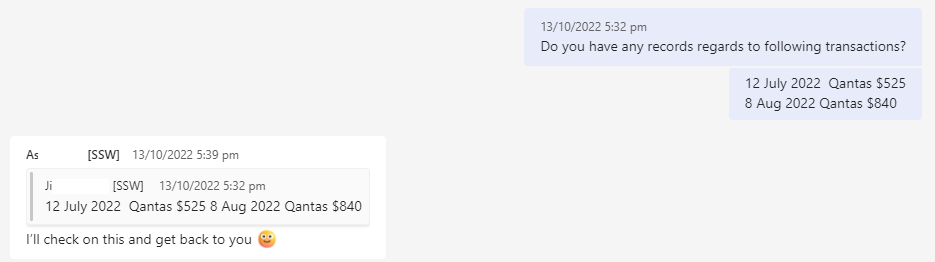 13/10/2022 5:32 pm
Do you have any records regards to following transactions?
12 July 2022  Qantas $525
8 Aug 2022 Qantas $840
As [SSW] 13/10/2022 5:39 pm
Ji [SSW] 13/10/2022 5:32 pm
12 July 2022  Qantas $525 8 Aug 2022 Qantas $840
I'll check on this and get back to you